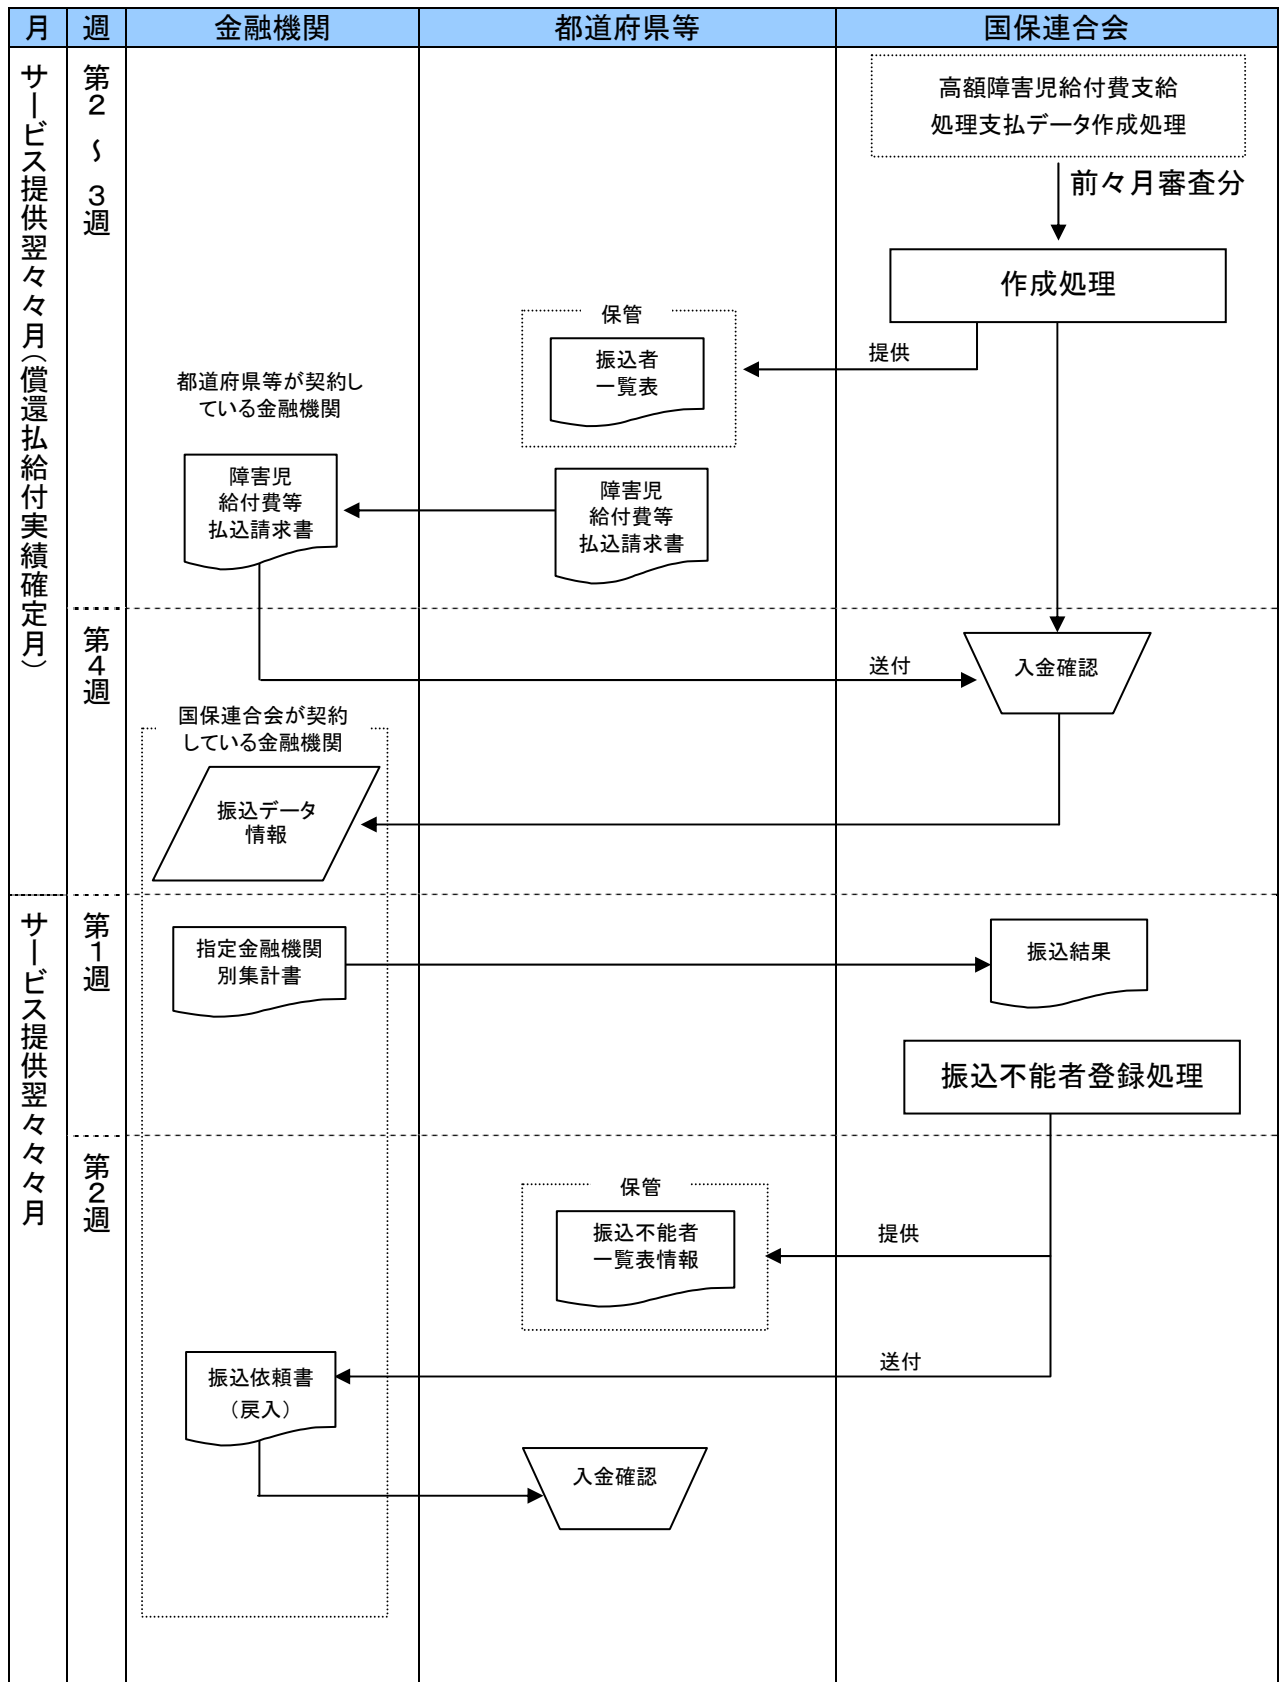 月
週
金融機関
都道府県等
国保連合会
サービス提供翌々月（償還払給付実績確定月）
第２～３週
高額障害児給付費支給
処理支払データ作成処理
前々月審査分
作成処理
提供
保管
振込者
一覧表
都道府県等が契約し
ている金融機関
障害児
給付費等
払込請求書
障害児
給付費等
払込請求書
第４週
送付
入金確認
国保連合会が契約
している金融機関
振込データ
情報
サービス提供翌々々月
第１週
指定金融機関
別集計書
振込結果
振込不能者登録処理
第２週
保管
振込不能者
一覧表情報
提供
送付
振込依頼書
（戻入）
入金確認